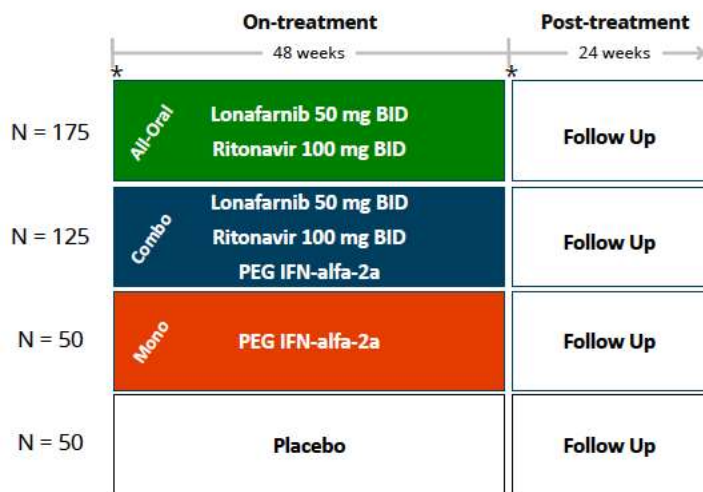 On-treatment Post-treatment
48 weeks 24 weeks
* *
N = 175 All-Oral Lonafarnib 50 mg BID
Ritonavir 100 mg BID
Follow Up
N = 125 Combo Lonafarnib 50 mg BID
Ritonavir 100 mg BID
PEG IFN-alfa-2a
Follow Up
N = 50 Mono PEG IFN-alfa-2a Follow Up
N = 50 Placebo Follow Up